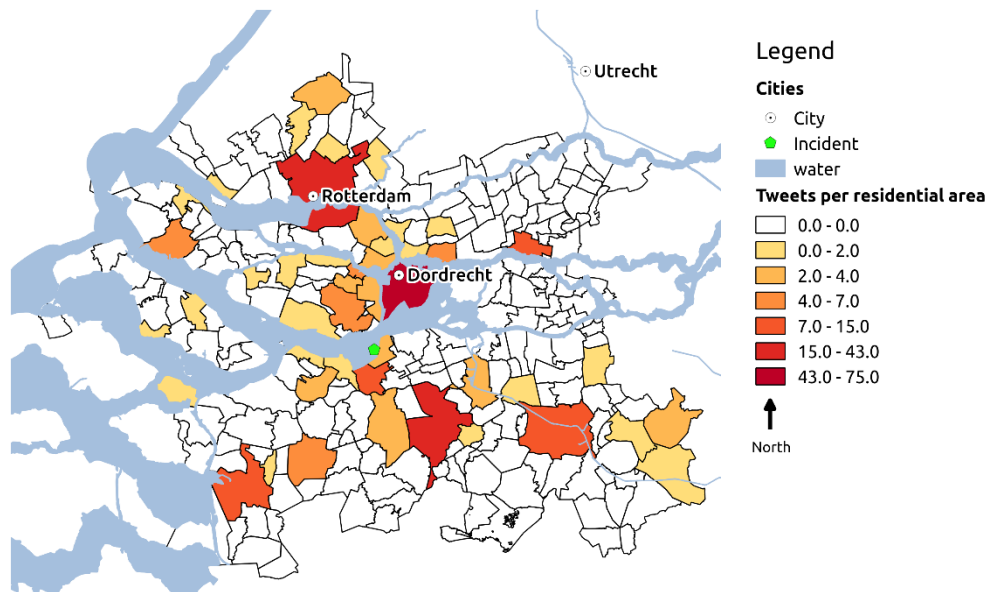 Utrecht
Rotterdam
Dordrecht
Legend
Cities
City
Incident
water
Tweets per residential area
0.0 - 0.0
0.0 - 2.0
2.0 - 4.0
4.0 - 7.0
7.0 - 15.0
15.0 - 43.0
43.0 - 75.0
North